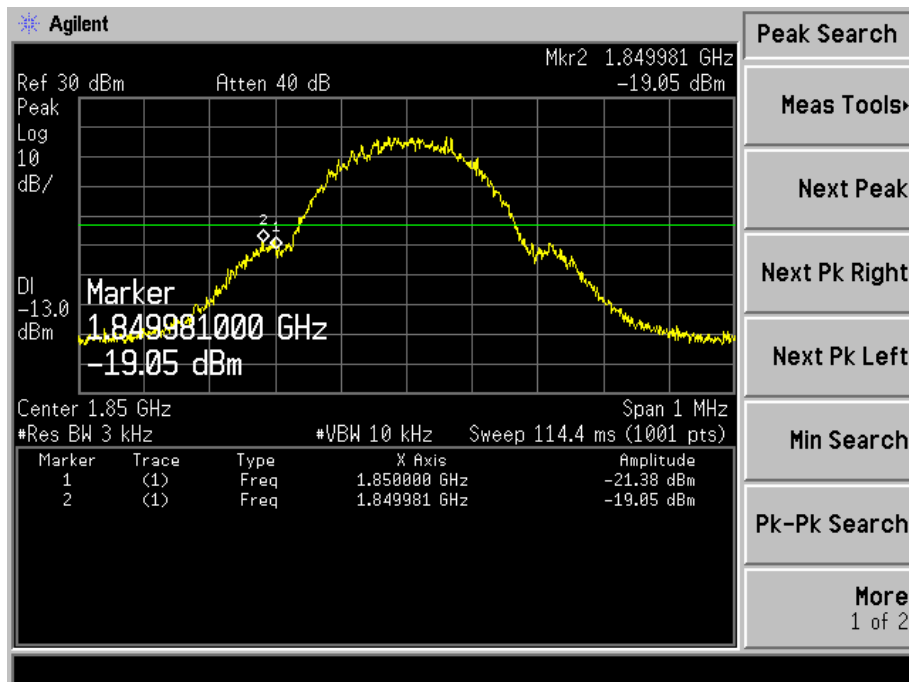 Agilent
Peak Search
Mkr2 1.849981 GHz
Ref 30 dBm Atten 40 dB -19.05 dBm
Peak
Log
10
dB/
Meas Tools
Next Peak
2
1
Next Pk Right
DI
-13.0
dBm
Marker
1.849981000 GHz
-19.05 dBm
Next Pk Left
Center 1.85 GHz Span 1 MHz
#Res BW 3 kHz #VBW 10 kHz Sweep 114.4 ms (1001 pts)
Min Search
Marker Trace Type X Axis Amplitude
1 (1) Freq 1.850000 GHz -21.38 dBm
2 (1) Freq 1.849981 GHz -19.05 dBm
Pk-Pk Search
More
1 of 2